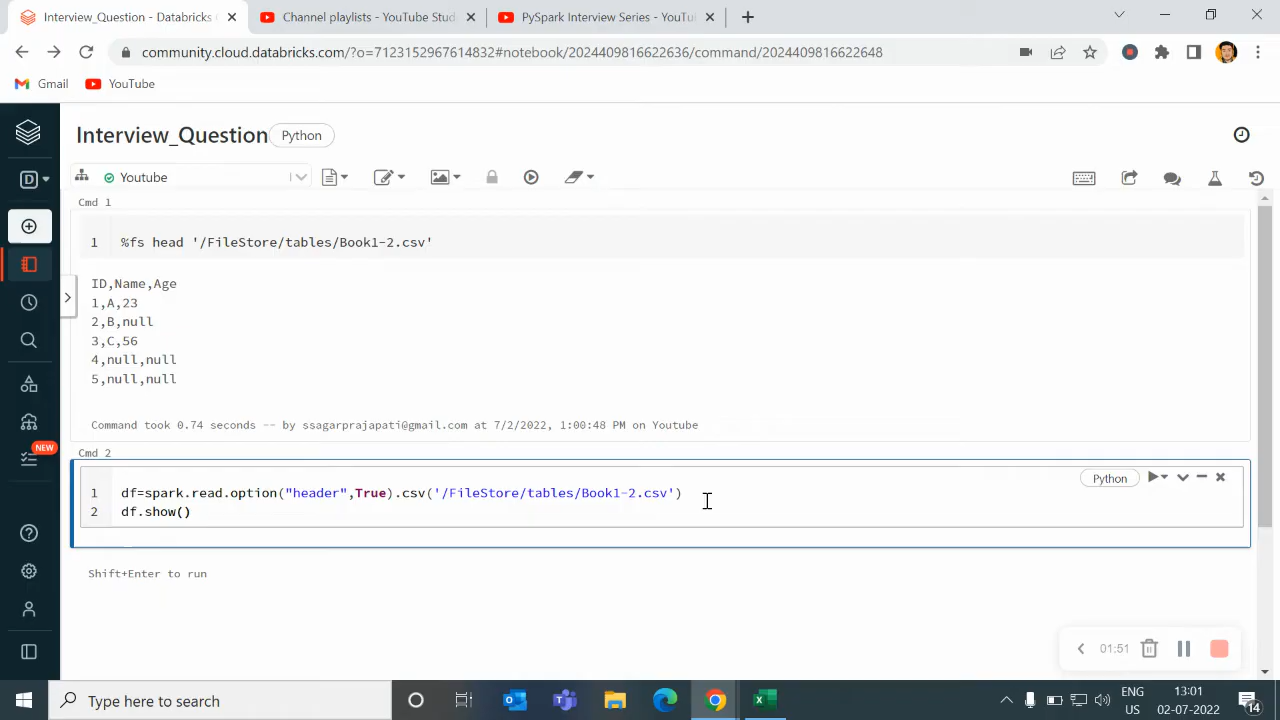 Interview_Question - Databricks
Channel playlists - YouTube Stud
PySpark Interview Series - YouTu
community.cloud.databricks.com/?o=7123152967614832#notebook/2024409816622636/command/2024409816622648
Gmail
YouTube
Interview_Question
Python
D
Youtube
Cmd 1
1 %fs head '/FileStore/tables/Book1-2.csv'
ID,Name,Age
1,A,23
2,B,null
3,C,56
4,null,null
5,null,null
Command took 0.74 seconds -- by ssagarprajapati@gmail.com at 7/2/2022, 1:00:48 PM on Youtube
NEW
Cmd 2
Python
1 df=spark.read.option("header",True).csv('/FileStore/tables/Book1-2.csv')
2 df.show()
Shift+Enter to run
01:51
Type here to search
ENG
US
13:01
02-07-2022
14